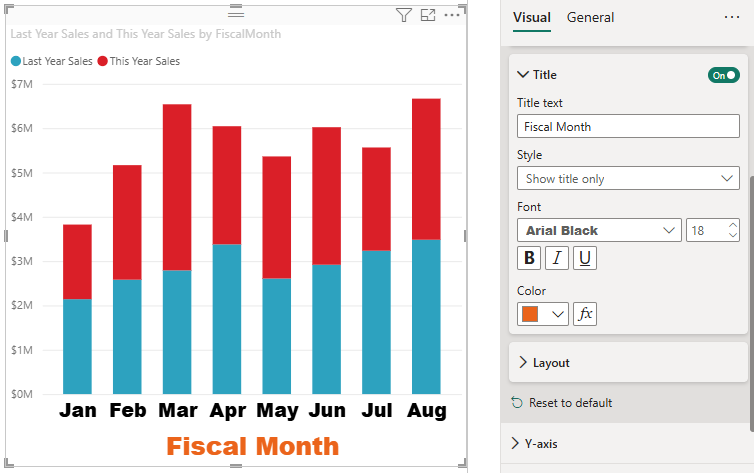 Last Year Sales and This Year Sales by FiscalMonth
Last Year Sales This Year Sales
$7M
$6M
$5M
$4M
$3M
$2M
$1M
$0M
Jan Feb Mar Apr May Jun Jul Aug
Fiscal Month
Visual General
Title On
Title text
Fiscal Month
Style
Show title only
Font
Arial Black 18
B I U
Color
fx
Layout
Reset to default
Y-axis